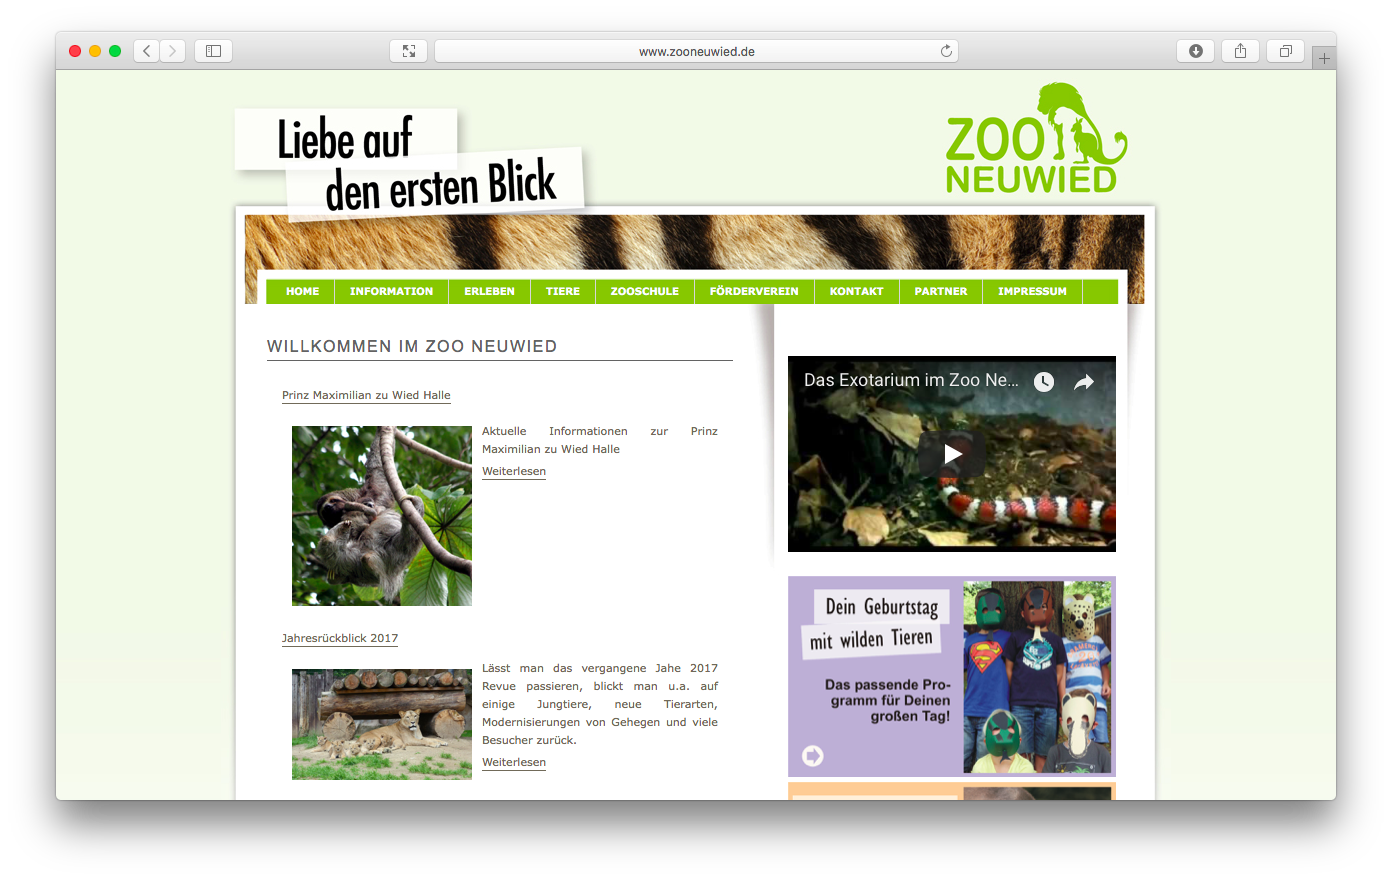 www.zooneuwied.de
Liebe auf
den ersten Blick
ZOO
NEUWIED
HOME INFORMATION ERLEBEN TIERE ZOOSCHULE FÖRDERVEREIN KONTAKT PARTNER IMPRESSUM
WILLKOMMEN IM ZOO NEUWIED
Prinz Maximilian zu Wied Halle
Aktuelle Informationen zur Prinz
Maximilian zu Wied Halle
Weiterlesen
Jahresrückblick 2017
Lässt man das vergangene Jahe 2017
Revue passieren, blickt man u.a. auf
einige Jungtiere, neue Tierarten,
Modernisierungen von Gehegen und viele
Besucher zurück.
Weiterlesen
Das Exotarium im Zoo Ne...
Dein Geburtstag
mit wilden Tieren
Das passende Pro-
gramm für Deinen
großen Tag!